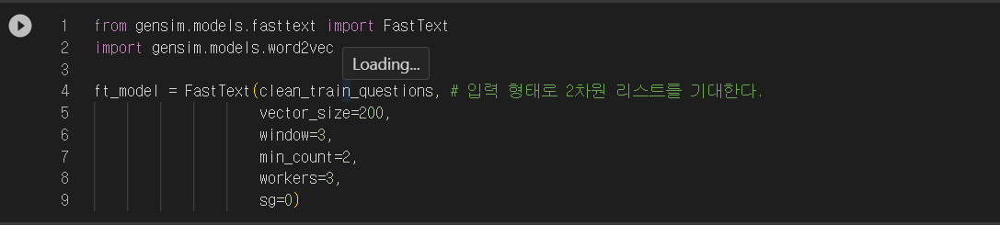 1 from gensim.models.fasttext import FastText
2 import gensim.models.word2vec
3
Loading...
4 ft_model = FastText(clean_train_questions, # 입력 형태로 2차원 리스트를 기대한다.
5 vector_size=200,
6 window=3,
7 min_count=2,
8 workers=3,
9 sg=0)